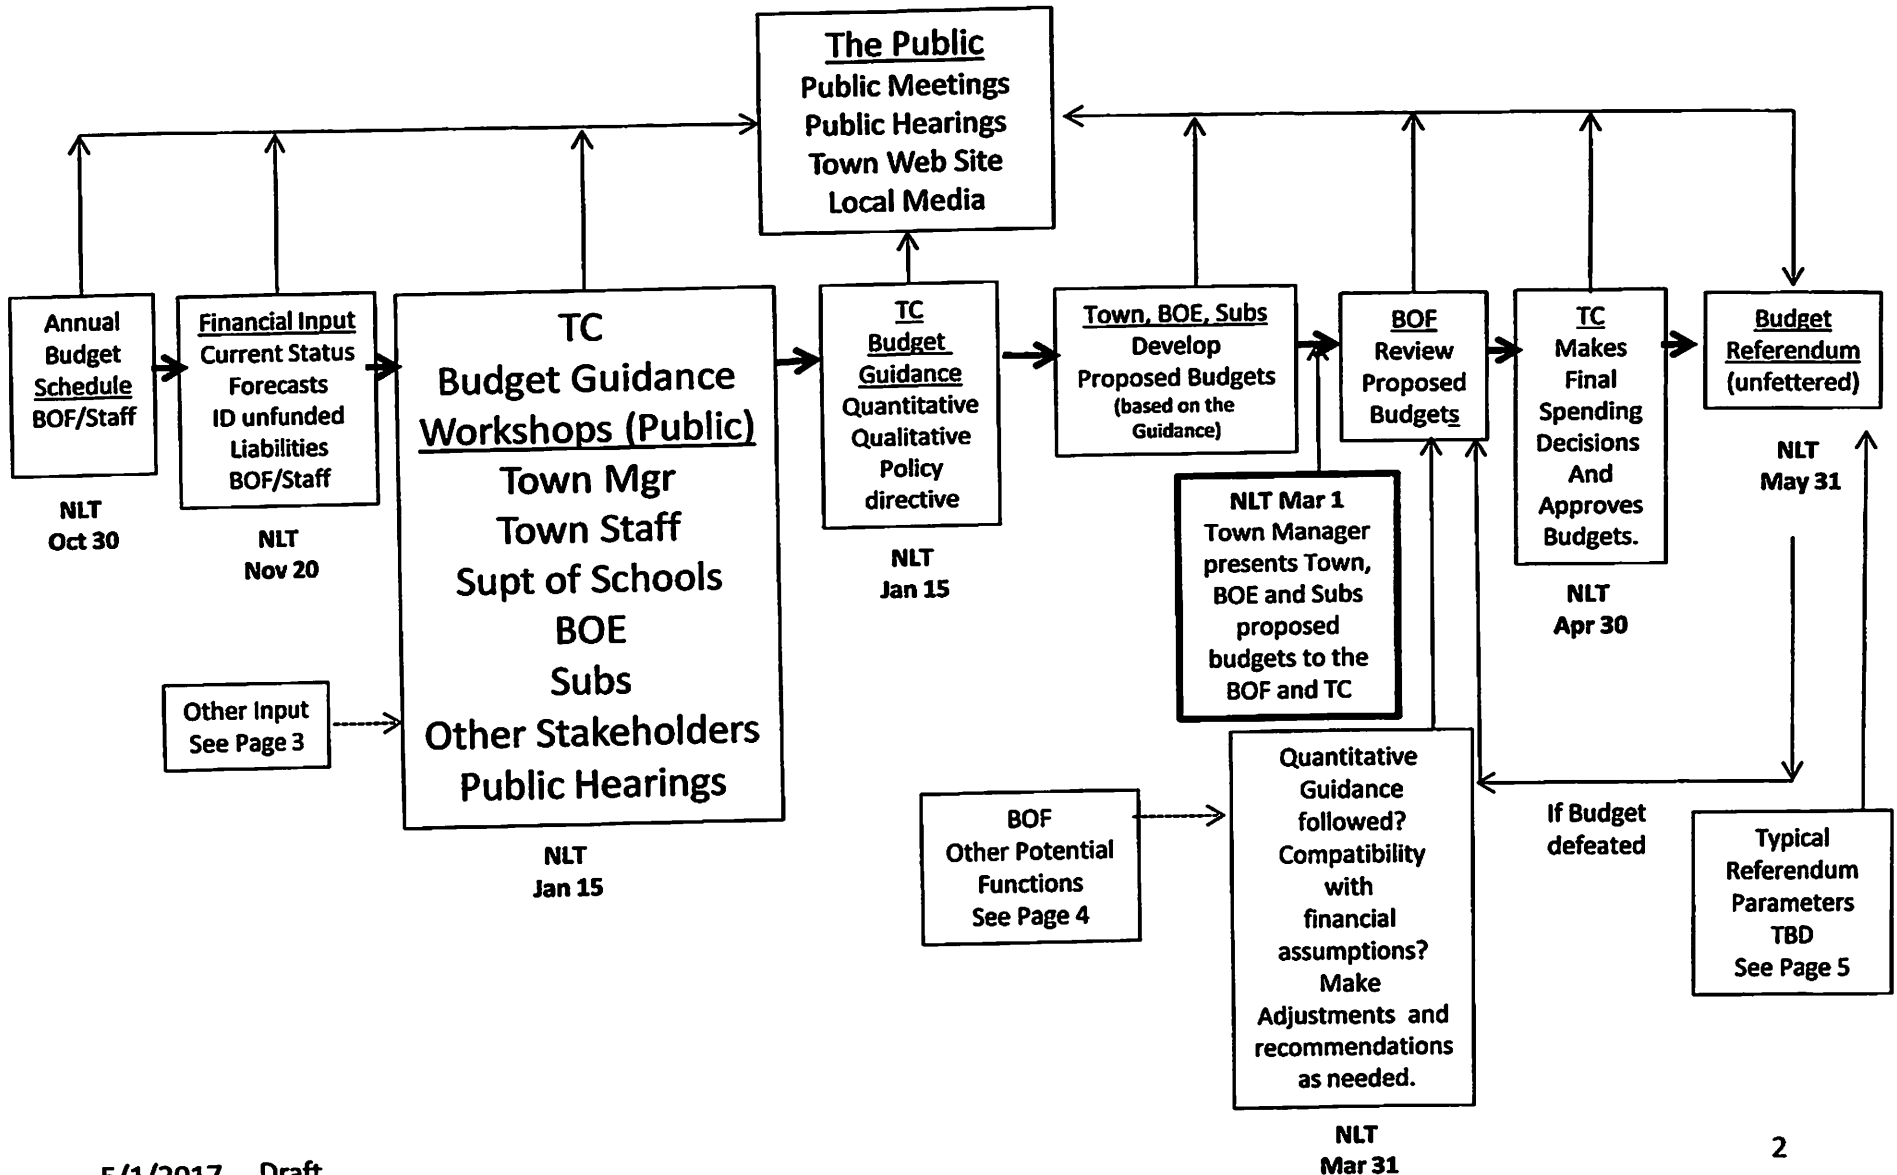 The Public
Public Meetings
Public Hearings
Town Web Site
Local Media
Annual
Budget
Schedule
BOF/Staff
NLT
Oct 30
Financial Input
Current Status
Forecasts
ID unfunded
Liabilities
BOF/Staff
NLT
Nov 20
TC
Budget Guidance
Workshops (Public)
Town Mgr
Town Staff
Supt of Schools
BOE
Subs
Other Stakeholders
Public Hearings
NLT
Jan 15
Other Input
See Page 3
TC
Budget
Guidance
Quantitative
Qualitative
Policy
directive
NLT
Jan 15
Town, BOE, Subs
Develop
Proposed Budgets
(based on the
Guidance)
NLT Mar 1
Town Manager
presents Town,
BOE and Subs
proposed
budgets to the
BOF and TC
BOF
Review
Proposed
Budgets
TC
Makes
Final
Spending
Decisions
And
Approves
Budgets.
NLT
Apr 30
Budget
Referendum
(unfettered)
NLT
May 31
BOF
Other Potential
Functions
See Page 4
Quantitative
Guidance
followed?
Compatibility
with
financial
assumptions?
Make
Adjustments and
recommendations
as needed.
NLT
Mar 31
If Budget
defeated
Typical
Referendum
Parameters
TBD
See Page 5
2
5/1/2017 Draft